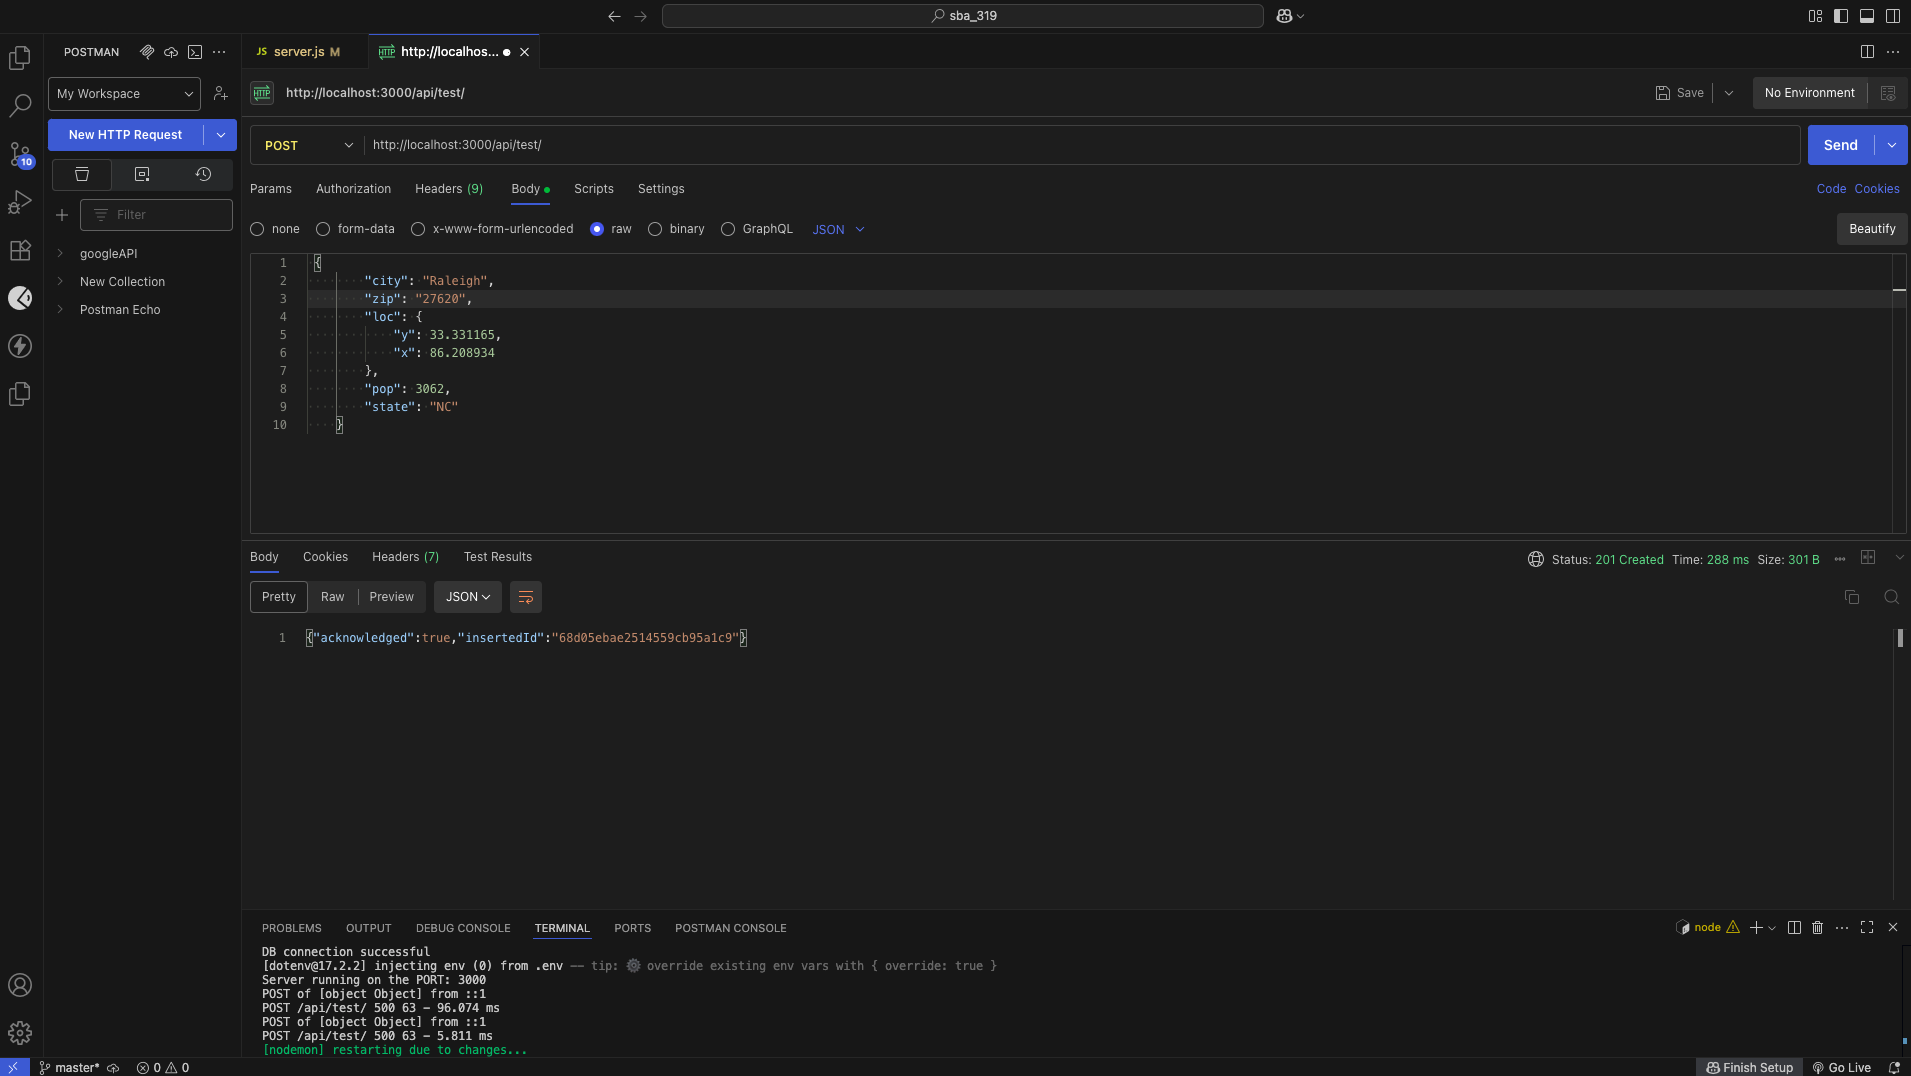 sba_319
POSTMAN
JS server.js M
HTTP http://localhos...
My Workspace
HTTP http://localhost:3000/api/test/
Save
No Environment
New HTTP Request
POST http://localhost:3000/api/test/
Send
10
Params Authorization Headers (9) Body Scripts Settings
Code Cookies
Filter
none form-data x-www-form-urlencoded raw binary GraphQL JSON
Beautify
googleAPI
New Collection
Postman Echo
1 {
2 "city": "Raleigh",
3 "zip": "27620",
4 "loc": {
5 "y": 33.331165,
6 "x": 86.208934
7 },
8 "pop": 3062,
9 "state": "NC"
10 }
Body Cookies Headers (7) Test Results
Status: 201 Created Time: 288 ms Size: 301 B
Pretty Raw Preview JSON
1 {"acknowledged":true,"insertedId":"68d05ebae2514559cb95a1c9"}
PROBLEMS OUTPUT DEBUG CONSOLE TERMINAL PORTS POSTMAN CONSOLE
node
DB connection successful
[dotenv@17.2.2] injecting env (0) from .env -- tip: ⚙️ override existing env vars with { override: true }
Server running on the PORT: 3000
POST of [object Object] from ::1
POST /api/test/ 500 63 - 96.074 ms
POST of [object Object] from ::1
POST /api/test/ 500 63 - 5.811 ms
[nodemon] restarting due to changes...
master* 0 0
Finish Setup Go Live